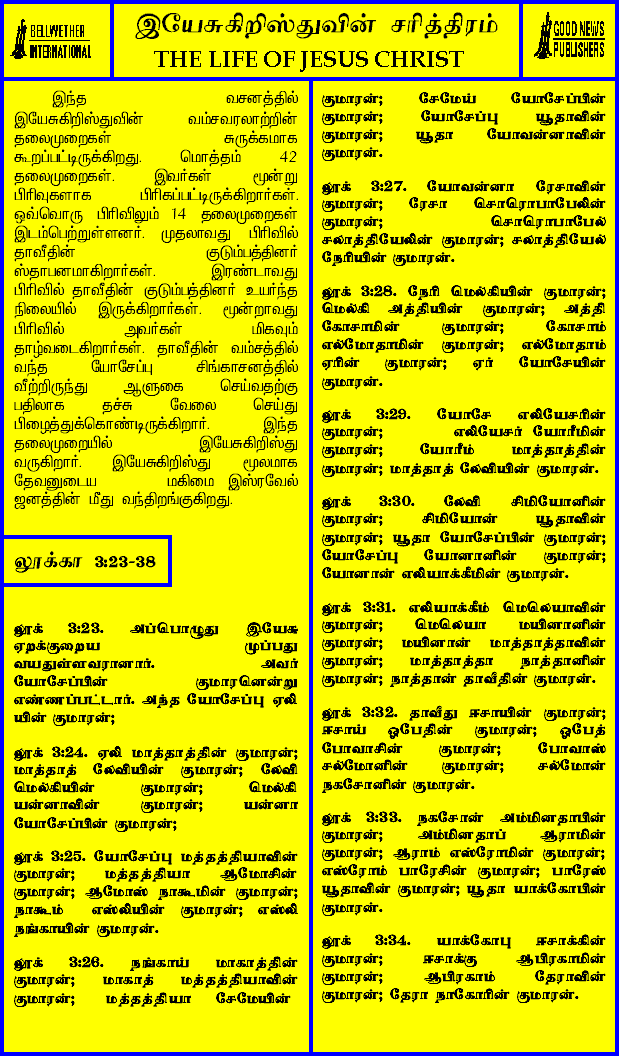 BELLWETHER
INTERNATIONAL
இயேசுகிறிஸ்துவின் சரித்திரம்
THE LIFE OF JESUS CHRIST
GOOD NEWS
PUBLISHERS
இந்த வசனத்தில்
இயேசுகிறிஸ்துவின் வம்சவரலாற்றின்
தலைமுறைகள் சுருக்கமாக
கூறப்பட்டிருக்கிறது. மொத்தம் 42
தலைமுறைகள். இவர்கள் மூன்று
பிரிவுகளாக பிரிகப்பட்டிருக்கிறார்கள்.
ஒவ்வொரு பிரிவிலும் 14 தலைமுறைகள்
இடம்பெற்றுள்ளனர். முதலாவது பிரிவில்
தாவீதின் குடும்பத்தினர்
ஸ்தாபனமாகிறார்கள். இரண்டாவது
பிரிவில் தாவீதின் குடும்பத்தினர் உயர்ந்த
நிலையில் இருக்கிறார்கள். மூன்றாவது
பிரிவில் அவர்கள் மிகவும்
தாழ்வடைகிறார்கள். தாவீதின் வம்சத்தில்
வந்த யோசேப்பு சிங்காசனத்தில்
வீற்றிருந்து ஆளுகை செய்வதற்கு
பதிலாக தச்சு வேலை செய்து
பிழைத்துக்கொண்டிருக்கிறார். இந்த
தலைமுறையில் இயேசுகிறிஸ்து
வருகிறார். இயேசுகிறிஸ்து மூலமாக
தேவனுடைய மகிமை இஸ்ரவேல்
ஜனத்தின் மீது வந்திறங்குகிறது.
லூக்கா 3:23-38
லூக் 3:23. அப்பொழுது இயேசு
ஏறக்குறைய முப்பது
வயதுள்ளவரானார். அவர்
யோசேப்பின் குமாரனென்று
எண்ணப்பட்டார். அந்த யோசேப்பு ஏலி
யின் குமாரன்;
லூக் 3:24. ஏலி மாத்தாத்தின் குமாரன்;
மாத்தாத் லேவியின் குமாரன்; லேவி
மெல்கியின் குமாரன்; மெல்கி
யன்னாவின் குமாரன்; யன்னா
யோசேப்பின் குமாரன்;
லூக் 3:25. யோசேப்பு மத்தத்தியாவின்
குமாரன்; மத்தத்தியா ஆமோசின்
குமாரன்; ஆமோஸ் நாகூமின் குமாரன்;
நாகூம் எஸ்லியின் குமாரன்; எஸ்லி
நங்காயின் குமாரன்.
லூக் 3:26. நங்காய் மாகாத்தின்
குமாரன்; மாகாத் மத்தத்தியாவின்
குமாரன்; மத்தத்தியா சேமேயின்
குமாரன்; சேமேய் யோசேப்பின்
குமாரன்; யோசேப்பு யூதாவின்
குமாரன்; யூதா யோவன்னாவின்
குமாரன்.
லூக் 3:27. யோவன்னா ரேசாவின்
குமாரன்; ரேசா சொரொபாபேலின்
குமாரன்; சொரொபாபேல்
சலாத்தியேலின் குமாரன்; சலாத்தியேல்
நேரியின் குமாரன்.
லூக் 3:28. நேரி மெல்கியின் குமாரன்;
மெல்கி அத்தியின் குமாரன்; அத்தி
கோசாமின் குமாரன்; கோசாம்
எல்மோதாமின் குமாரன்; எல்மோதாம்
ஏரின் குமாரன்; ஏர் யோசேயின்
குமாரன்.
லூக் 3:29. யோசே எலியேசரின்
குமாரன்; எலியேசர் யோரீமின்
குமாரன்; யோரீம் மாத்தாத்தின்
குமாரன்; மாத்தாத் லேவியின் குமாரன்.
லூக் 3:30. லேவி சிமியோனின்
குமாரன்; சிமியோன் யூதாவின்
குமாரன்; யூதா யோசேப்பின் குமாரன்;
யோசேப்பு யோனானின் குமாரன்;
யோனான் எலியாக்கீமின் குமாரன்.
லூக் 3:31. எலியாக்கீம் மெலெயாவின்
குமாரன்; மெலெயா மயினானின்
குமாரன்; மயினான் மாத்தாத்தாவின்
குமாரன்; மாத்தாத்தா நாத்தானின்
குமாரன்; நாத்தான் தாவீதின் குமாரன்.
லூக் 3:32. தாவீது ஈசாயின் குமாரன்;
ஈசாய் ஓபேதின் குமாரன்; ஓபேத்
போவாசின் குமாரன்; போவாஸ்
சல்மோனின் குமாரன்; சல்மோன்
நகசோனின் குமாரன்.
லூக் 3:33. நகசோன் அம்மினதாபின்
குமாரன்; அம்மினதாப் ஆராமின்
குமாரன்; ஆராம் எஸ்ரோமின் குமாரன்;
எஸ்ரோம் பாரேசின் குமாரன்; பாரேஸ்
யூதாவின் குமாரன்; யூதா யாக்கோபின்
குமாரன்.
லூக் 3:34. யாக்கோபு ஈசாக்கின்
குமாரன்; ஈசாக்கு ஆபிரகாமின்
குமாரன்; ஆபிரகாம் தேராவின்
குமாரன்; தேரா நாகோரின் குமாரன்.